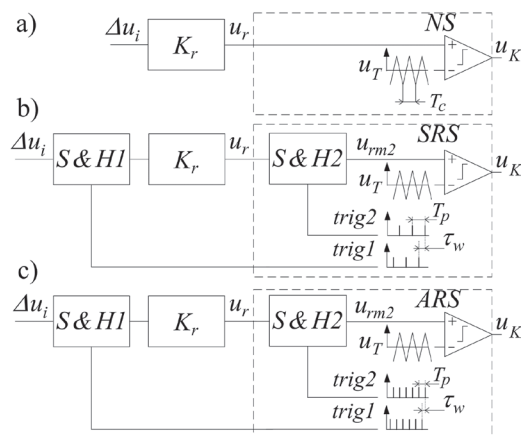 a) Δu_i K_r u_r NS u_K
+
u_T −
T_c
b) Δu_i S & H1 K_r u_r S & H2 u_rm2 SRS u_K
+
u_T −
trig2 T_p
trig1 τ_w
c) Δu_i S & H1 K_r u_r S & H2 u_rm2 ARS u_K
+
u_T −
trig2 T_p
trig1 τ_w